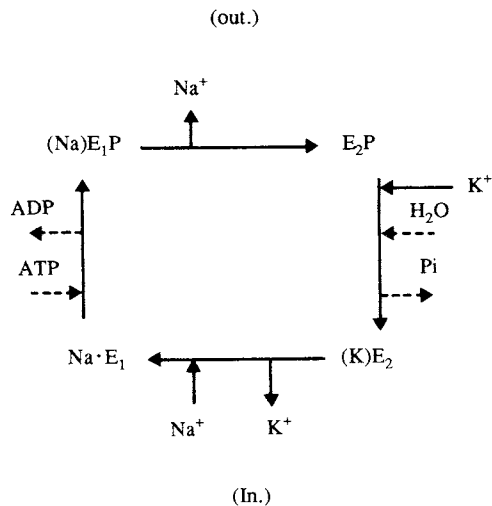 (out.)
Na⁺
(Na)E₁P
E₂P
K⁺
ADP
H₂O
ATP
Pi
Na·E₁
(K)E₂
Na⁺
K⁺
(In.)